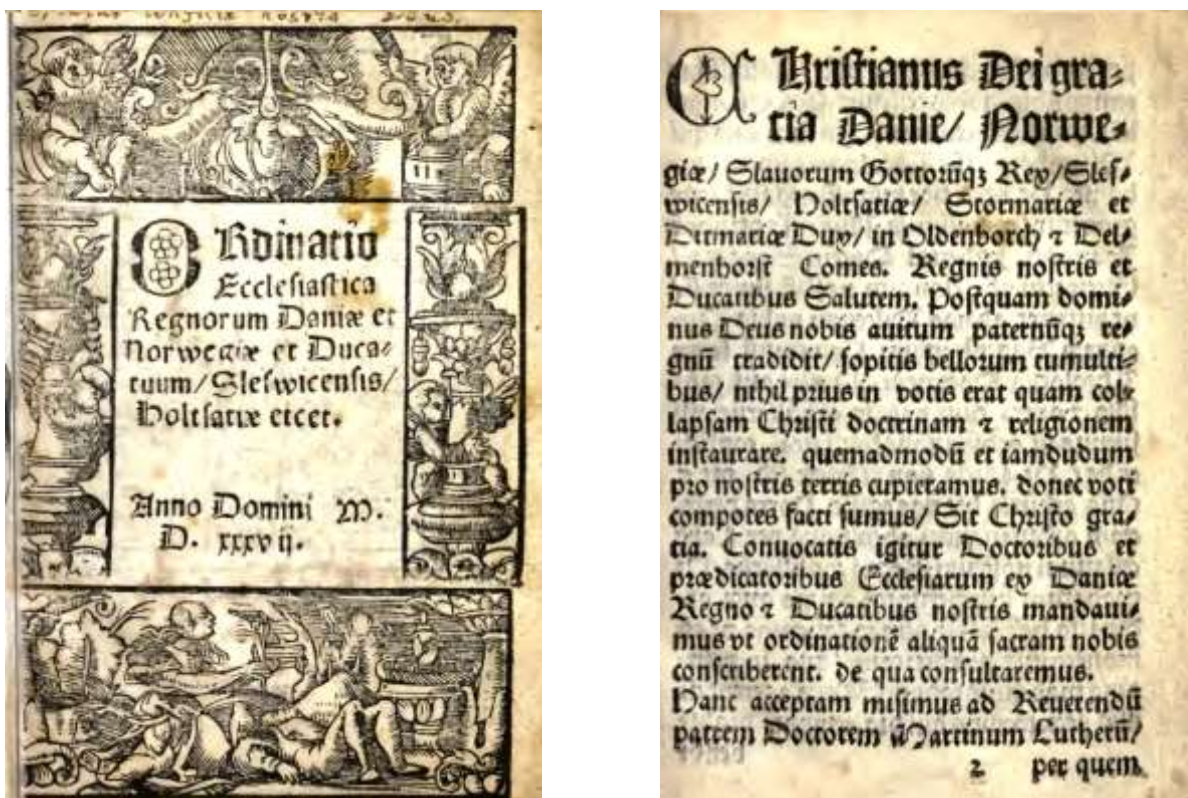 ORdinatio
Ecclesiastica
Regnorum Daniæ et
Norwegiæ et Duca⸗
tuum/ Sleswicensis/
Holtsatiæ etcet.
Anno Domini M.
D. xxxvij.
CHristianus Dei gra⸗
tia Danie/ Norwe⸗
giæ/ Slauorum Gottorūqꝫ Rex/ Sles⸗
wicensis/ Holtsatiæ/ Stormariæ et
Ditmariæ Dux/ in Oldenborch ⁊ Del⸗
menhorst Comes. Regnis nostris et
Ducatibus Salutem. Postquam domi⸗
nus Deus nobis auitum paternūqꝫ re⸗
gnū tradidit/ sopitis bellorum tumulti⸗
bus/ nihil prius in votis erat quam col⸗
lapsam Christi doctrinam ⁊ religionem
instaurare. quemadmodū et iamdudum
pro nostris terris cupieramus. donec voti
compotes facti sumus/ Sit Christo gra⸗
tia. Conuocatis igitur Doctoribus et
prædicatoribus Ecclesiarum ex Daniæ
Regno ⁊ Ducatibus nostris mandaui⸗
mus vt ordinationē aliquā sacram nobis
conscriberent. de qua consultaremus.
Hanc acceptam misimus ad Reuerendū
patrem Doctorem Martinum Lutherū/
2 per quem